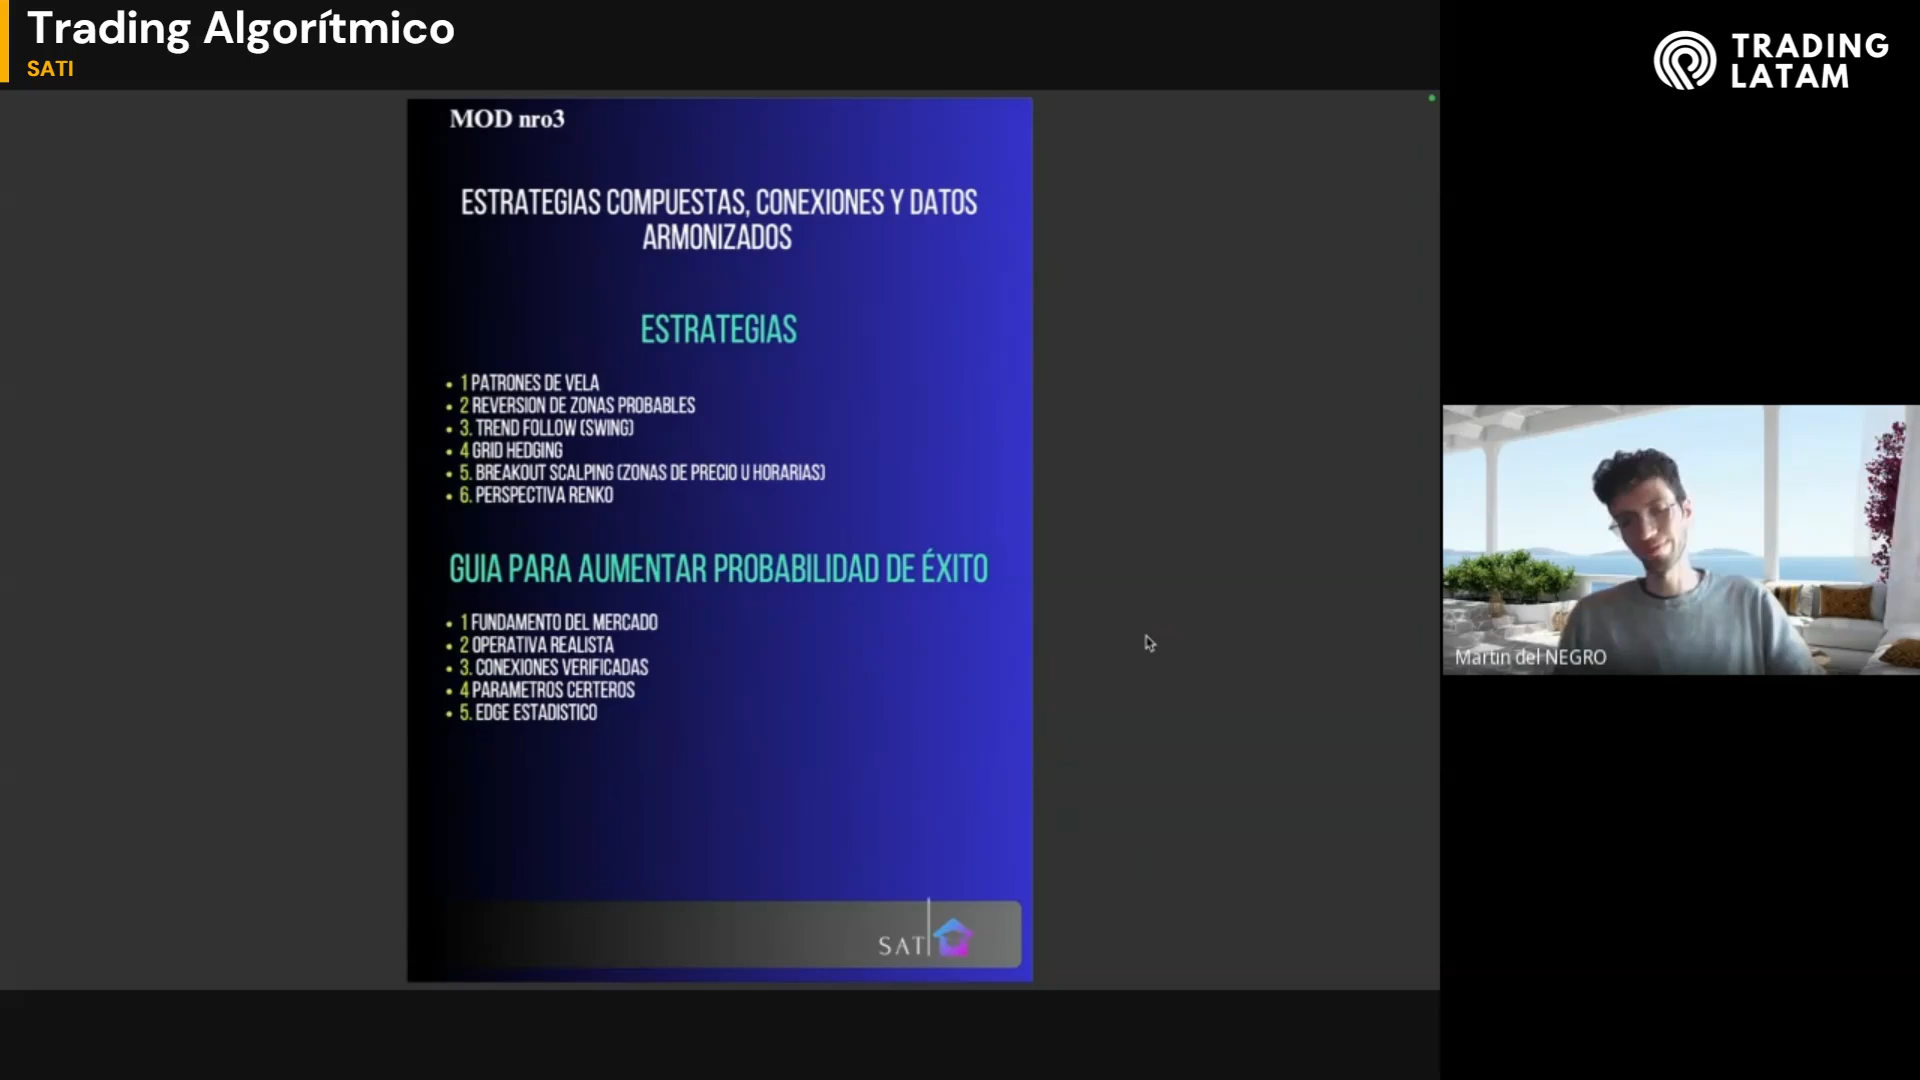 Trading Algorítmico
SATI
TRADING
LATAM
MOD nro3
ESTRATEGIAS COMPUESTAS, CONEXIONES Y DATOS
ARMONIZADOS
ESTRATEGIAS
• 1 PATRONES DE VELA
• 2 REVERSION DE ZONAS PROBABLES
• 3. TREND FOLLOW (SWING)
• 4 GRID HEDGING
• 5. BREAKOUT SCALPING (ZONAS DE PRECIO U HORARIAS)
• 6. PERSPECTIVA RENKO
GUIA PARA AUMENTAR PROBABILIDAD DE ÉXITO
• 1 FUNDAMENTO DEL MERCADO
• 2 OPERATIVA REALISTA
• 3. CONEXIONES VERIFICADAS
• 4 PARAMETROS CERTEROS
• 5. EDGE ESTADISTICO
SAT
Martin del NEGRO